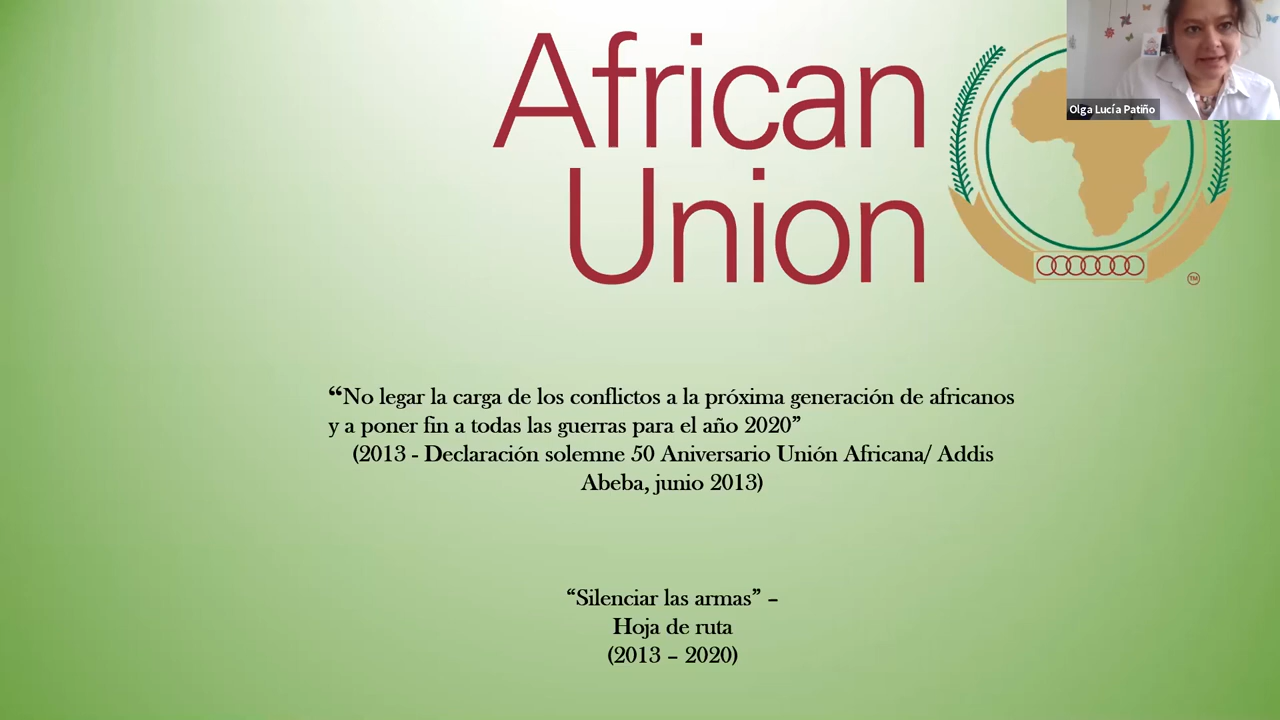 African
Union
Olga Lucía Patiño
TM
“No legar la carga de los conflictos a la próxima generación de africanos
y a poner fin a todas las guerras para el año 2020”
(2013 - Declaración solemne 50 Aniversario Unión Africana/ Addis
Abeba, junio 2013)
“Silenciar las armas” –
Hoja de ruta
(2013 – 2020)